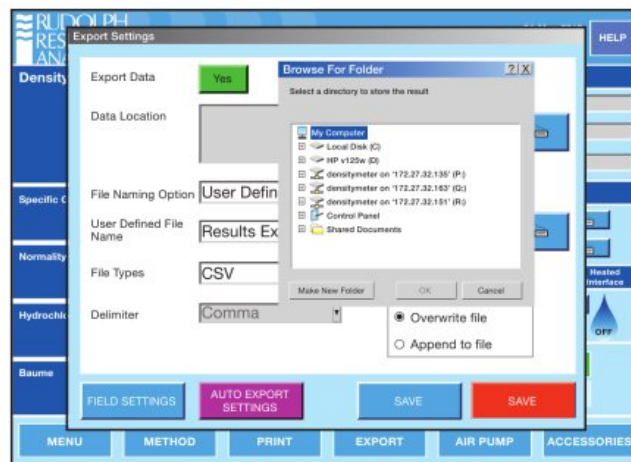 RUDOLPH
RES
ANA
Export Settings
HELP
Density
Export Data
Yes
Browse For Folder
? X
Select a directory to store the result
Data Location
My Computer
Local Disk (C)
HP v125w (D)
densitymeter on '172.27.32.135' (P:)
densitymeter on '172.27.32.163' (Q:)
densitymeter on '172.27.32.151' (R:)
Control Panel
Shared Documents
Specific
File Naming Option
User Defin
User Defined File
Name
Results Ex
Normality
File Types
CSV
Make New Folder
OK
Cancel
Heated
Interface
Hydrochl
Delimiter
Comma
Overwrite file
OFF
Append to file
Baume
FIELD SETTINGS
AUTO EXPORT
SETTINGS
SAVE
SAVE
MENU
METHOD
PRINT
EXPORT
AIR PUMP
ACCESSORIES